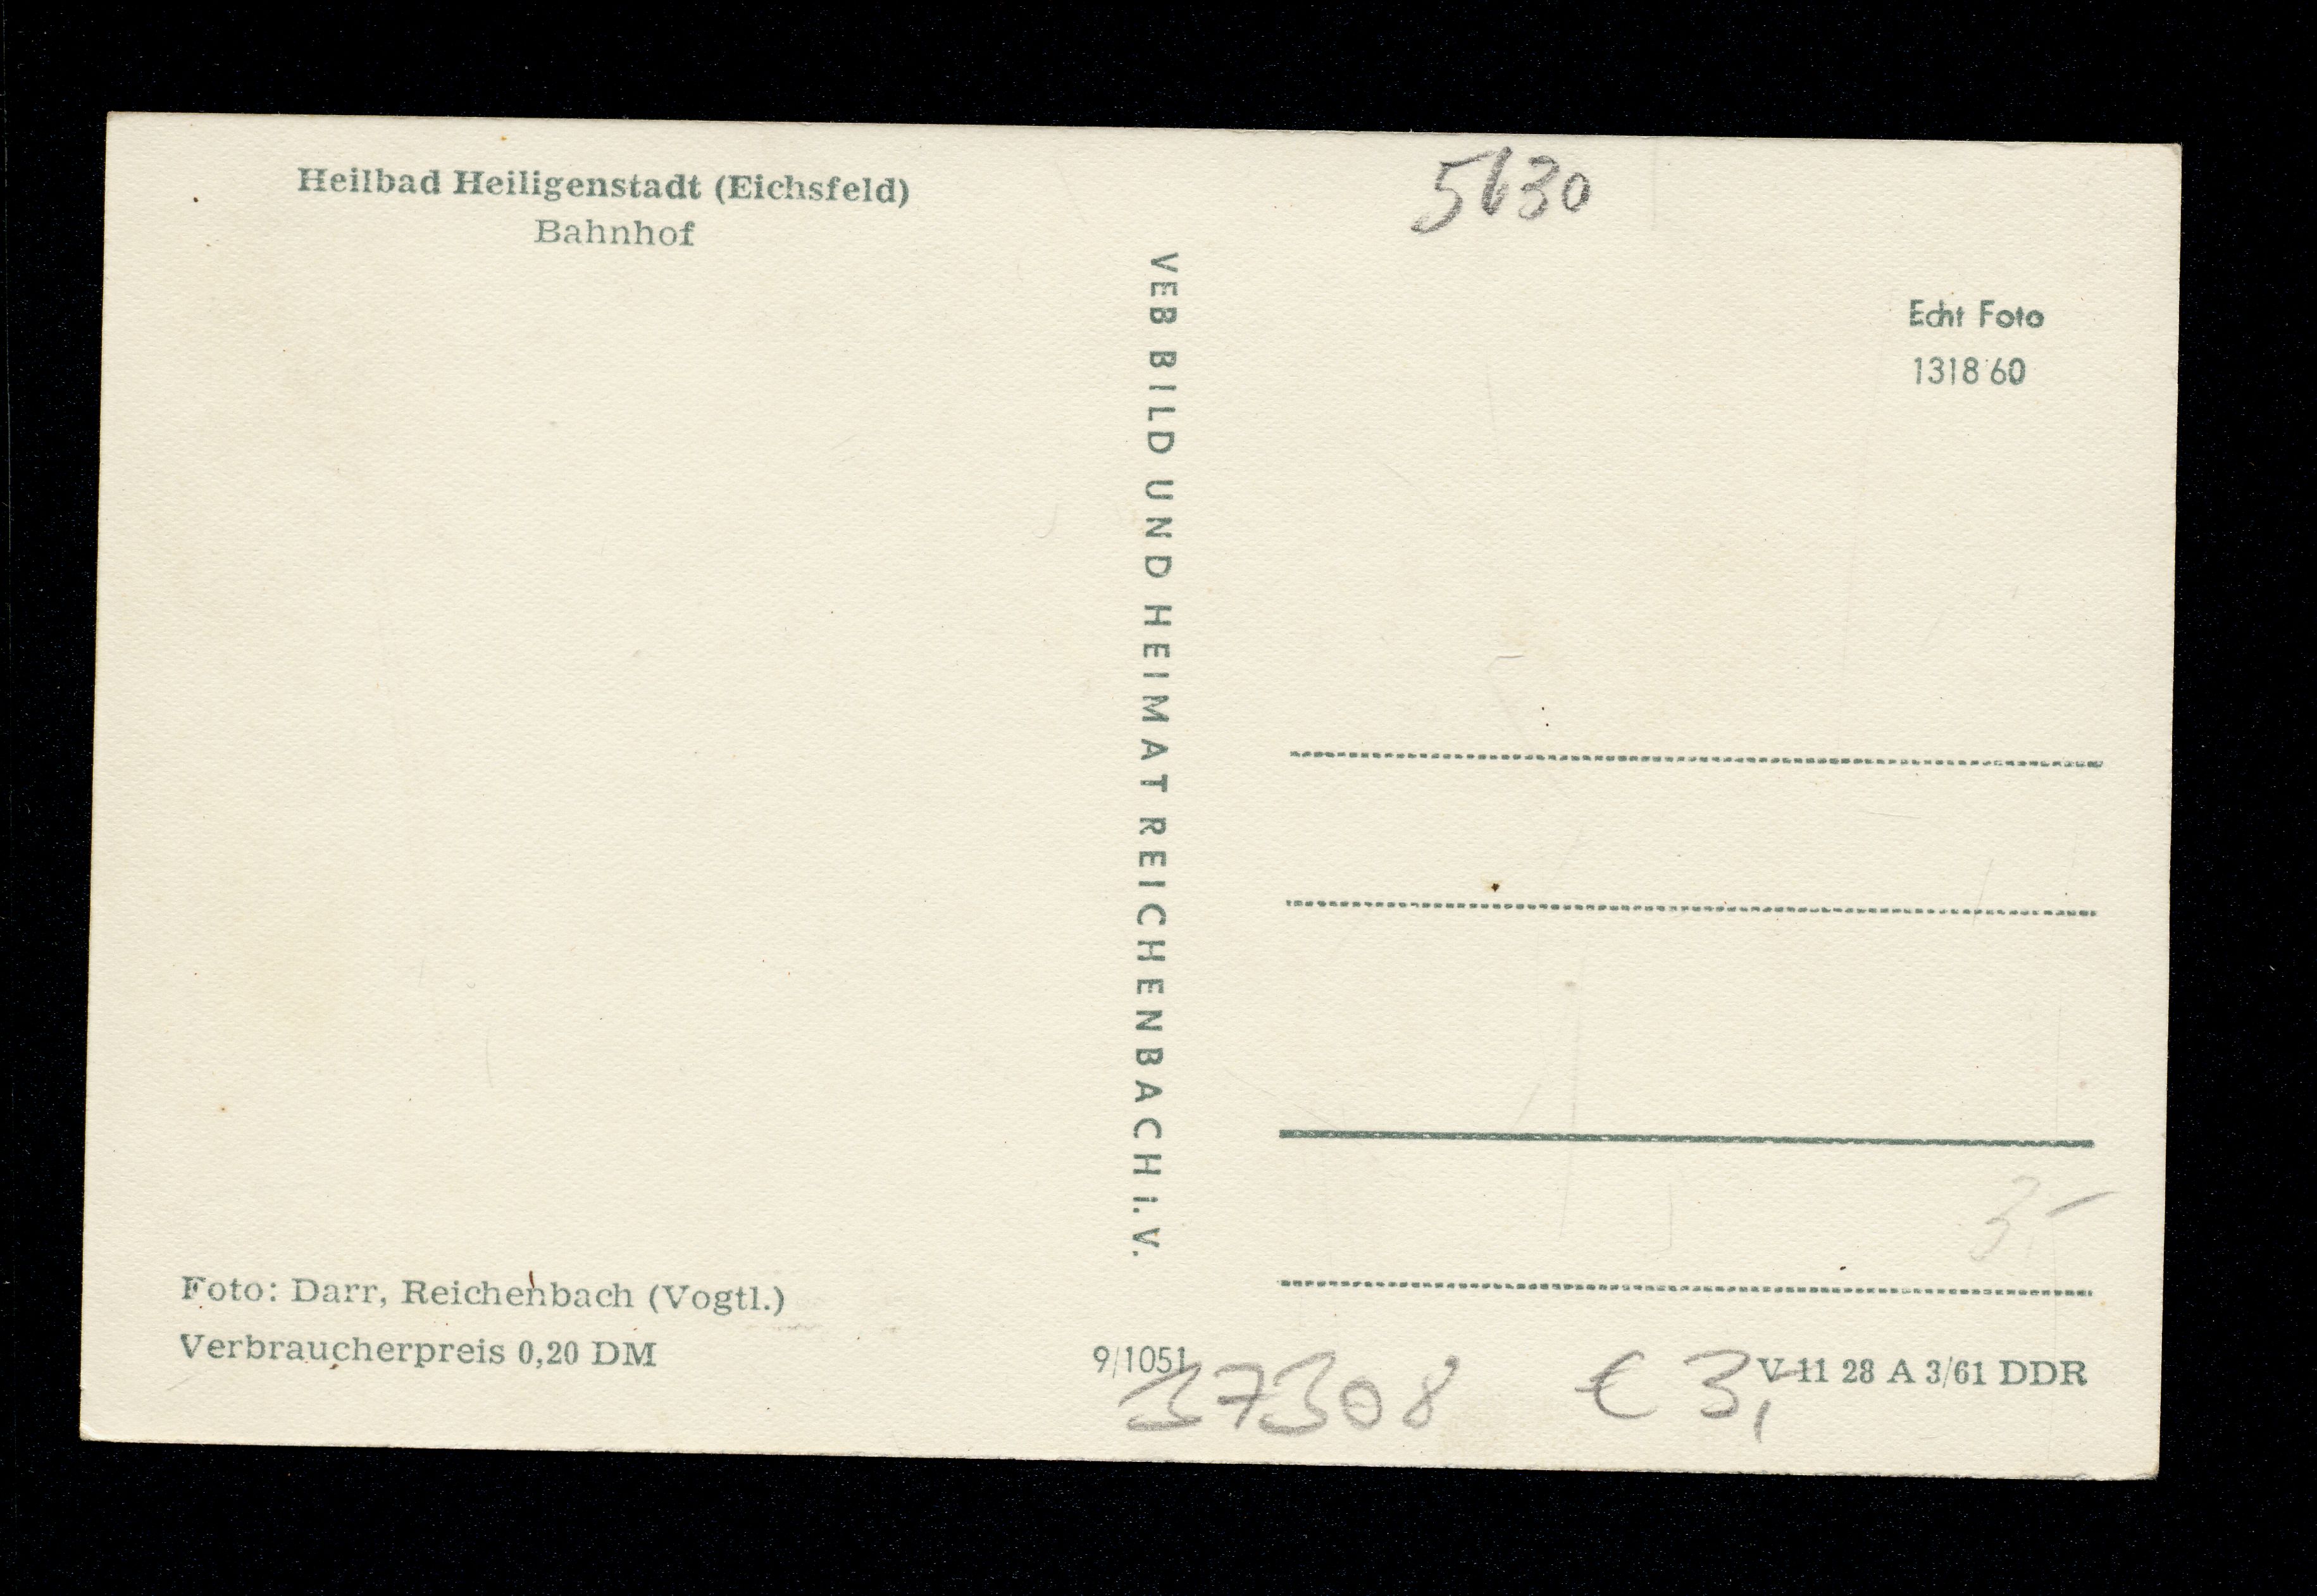 Heilbad Heiligenstadt (Eichsfeld)
Bahnhof
Foto: Darr, Reichenbach (Vogtl.)
Verbraucherpreis 0,20 DM
VEB BILD UND HEIMAT REICHENBACH i. V.
9/1051
5630
Echt Foto
1318 60
3,-
37308
€ 3,-
V 11 28 A 3/61 DDR